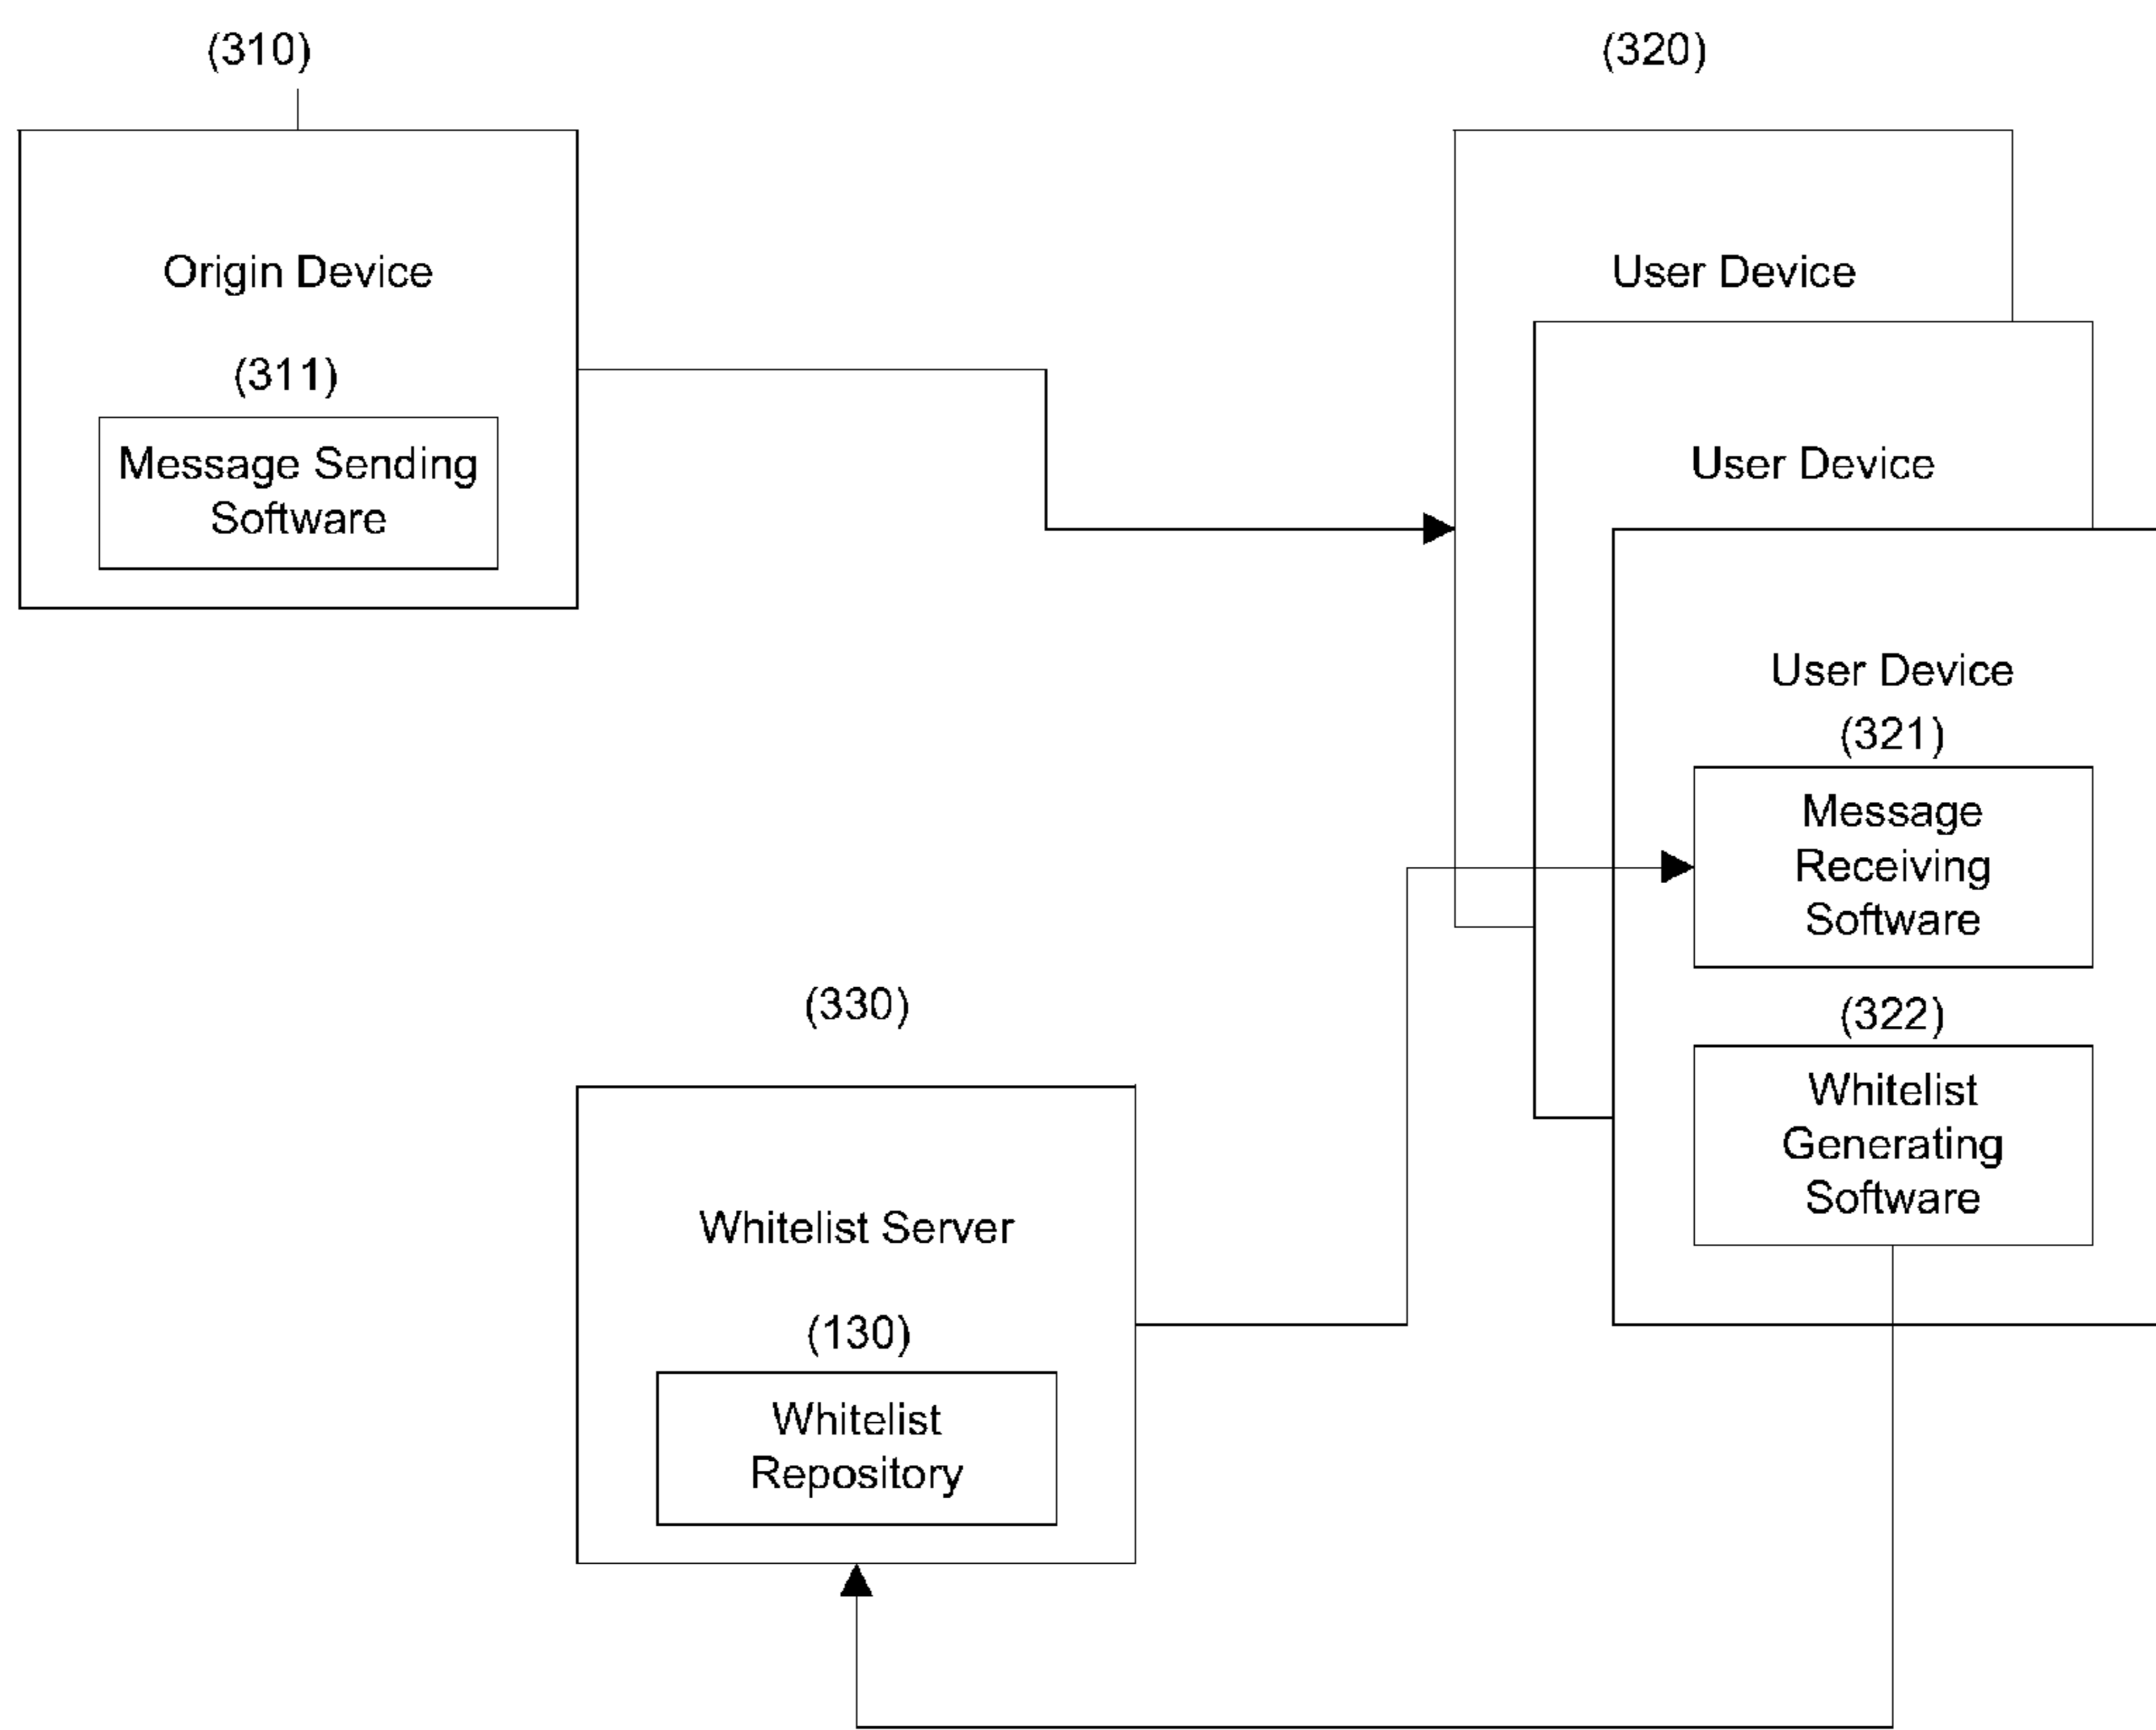 (310)
Origin Device
(311)
Message Sending
Software
(320)
User Device
User Device
User Device
(321)
Message
Receiving
Software
(322)
Whitelist
Generating
Software
(330)
Whitelist Server
(130)
Whitelist
Repository